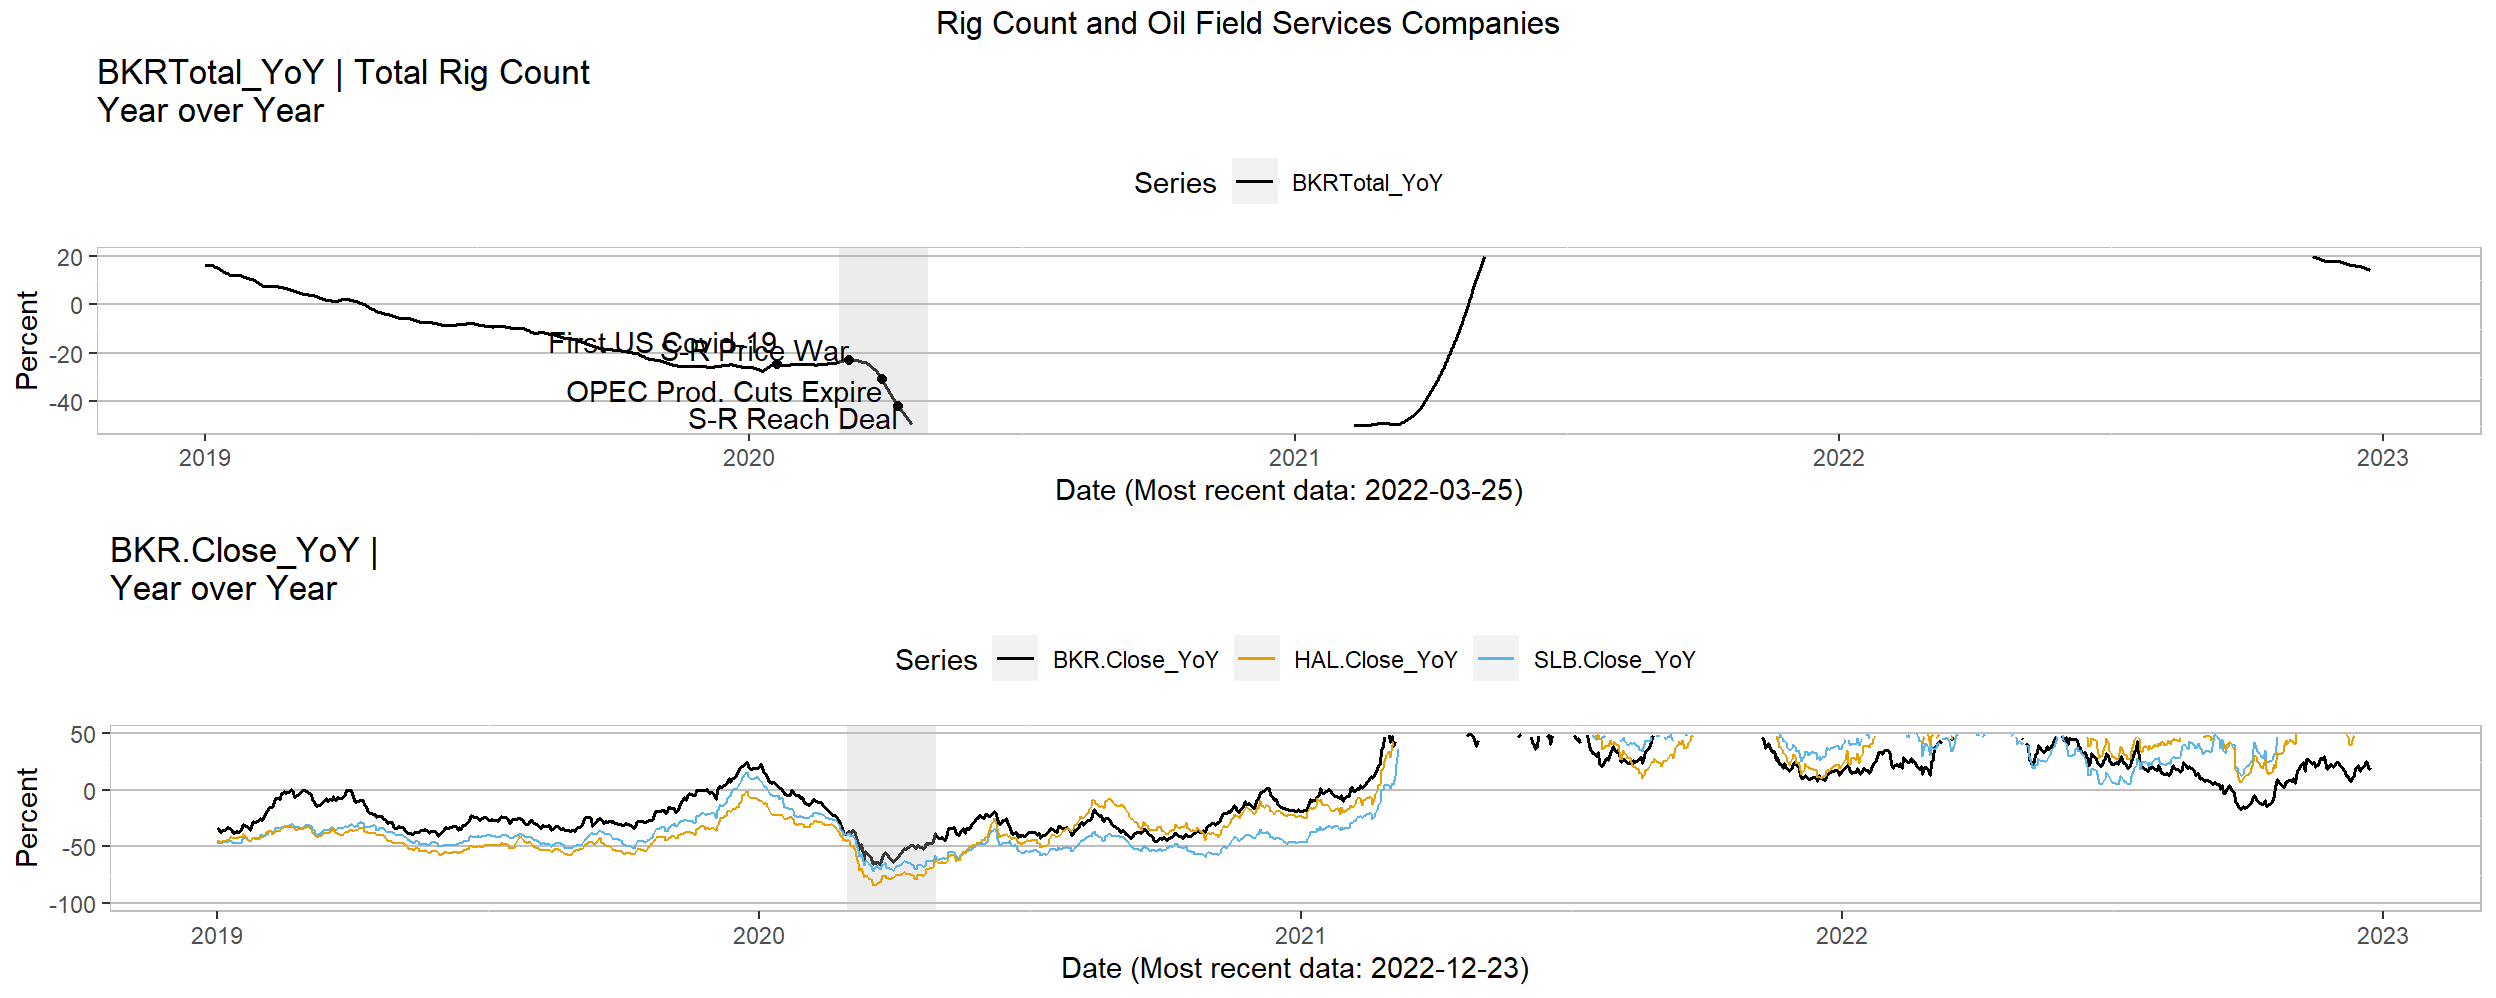 Rig Count and Oil Field Services Companies
BKRTotal_YoY | Total Rig Count
Year over Year
Series BKRTotal_YoY
Percent
20
0
-20
-40
First US Covid-19
S-R Price War
OPEC Prod. Cuts Expire
S-R Reach Deal
2019 2020 2021 2022 2023
Date (Most recent data: 2022-03-25)
BKR.Close_YoY |
Year over Year
Series BKR.Close_YoY HAL.Close_YoY SLB.Close_YoY
Percent
50
0
-50
-100
2019 2020 2021 2022 2023
Date (Most recent data: 2022-12-23)